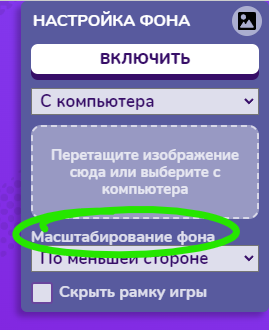 НАСТРОЙКА ФОНА
ВКЛЮЧИТЬ
С компьютера
Перетащите изображение
сюда или выберите с
компьютера
Масштабирование фона
По меньшей стороне
Скрыть рамку игры